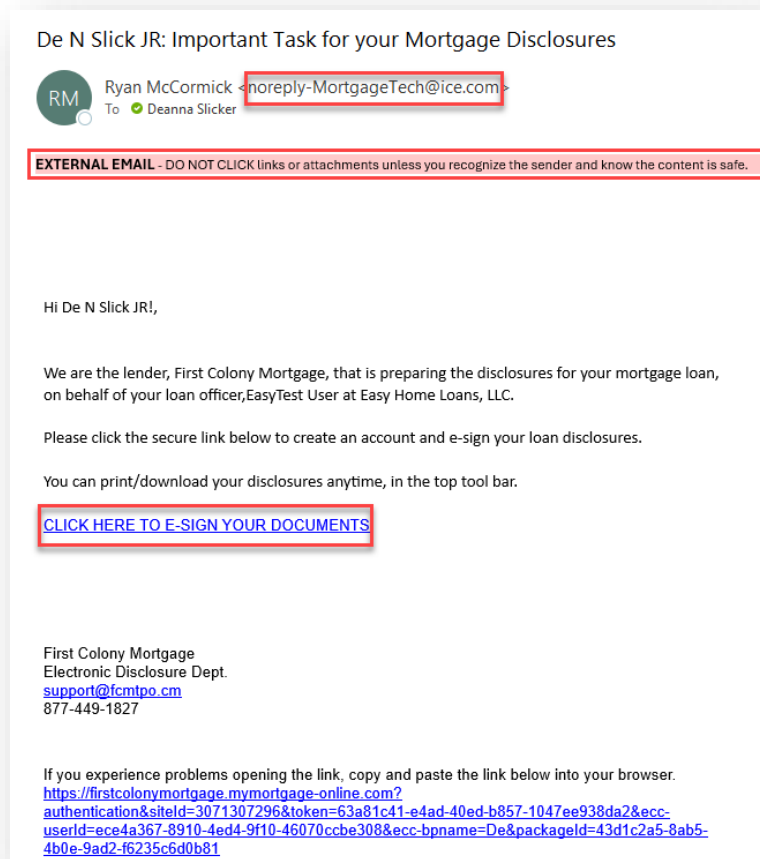 De N Slick JR: Important Task for your Mortgage Disclosures
RM
Ryan McCormick <noreply-MortgageTech@ice.com>
To Deanna Slicker
EXTERNAL EMAIL - DO NOT CLICK links or attachments unless you recognize the sender and know the content is safe.
Hi De N Slick JR!,
We are the lender, First Colony Mortgage, that is preparing the disclosures for your mortgage loan,
on behalf of your loan officer,EasyTest User at Easy Home Loans, LLC.
Please click the secure link below to create an account and e-sign your loan disclosures.
You can print/download your disclosures anytime, in the top tool bar.
CLICK HERE TO E-SIGN YOUR DOCUMENTS
First Colony Mortgage
Electronic Disclosure Dept.
support@fcmtpo.cm
877-449-1827
If you experience problems opening the link, copy and paste the link below into your browser.
https://firstcolonymortgage.mymortgage-online.com?
authentication&siteId=3071307296&token=63a81c41-e4ad-40ed-b857-1047ee938da2&ecc-
userId=ece4a367-8910-4ed4-9f10-46070ccbe308&ecc-bpname=De&packageId=43d1c2a5-8ab5-
4b0e-9ad2-f6235c6d0b81